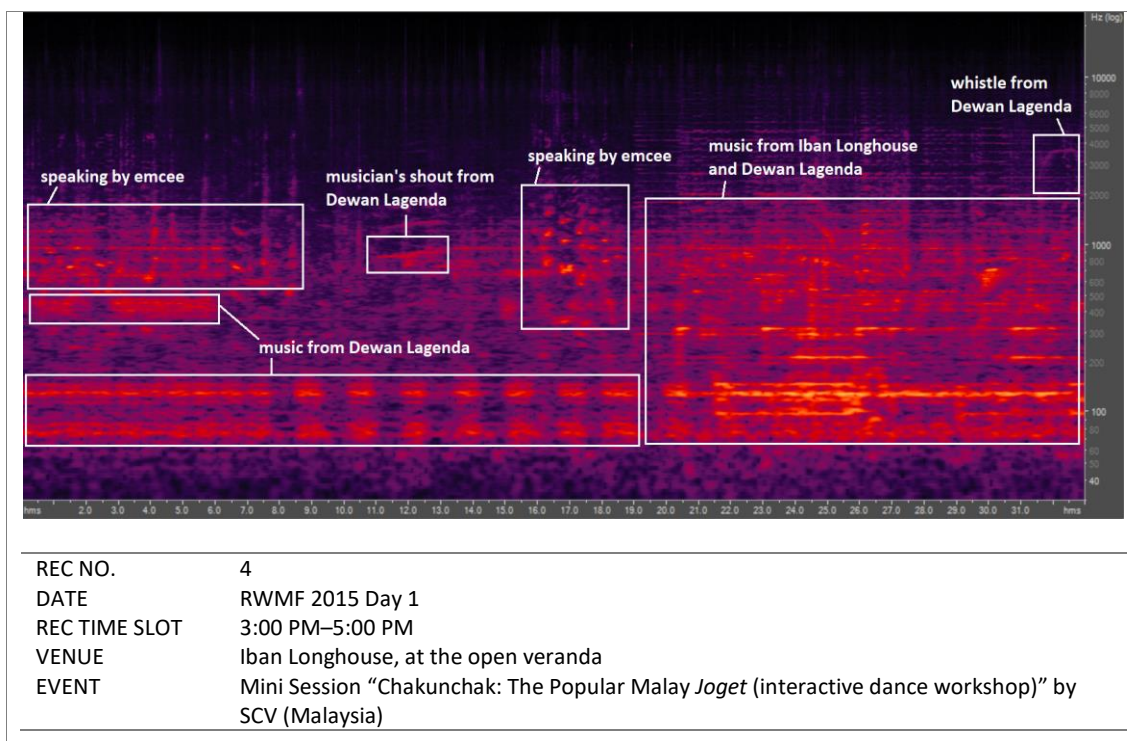 Hz (log)
10000
8000
6000
5000
4000
3000
2000
1000
800
600
500
400
300
200
100
80
60
50
40
whistle from
Dewan Lagenda
speaking by emcee
music from Iban Longhouse
and Dewan Lagenda
speaking by emcee
musician's shout from
Dewan Lagenda
music from Dewan Lagenda
hms 2.0 3.0 4.0 5.0 6.0 7.0 8.0 9.0 10.0 11.0 12.0 13.0 14.0 15.0 16.0 17.0 18.0 19.0 20.0 21.0 22.0 23.0 24.0 25.0 26.0 27.0 28.0 29.0 30.0 31.0 hms
REC NO. 4
DATE RWMF 2015 Day 1
REC TIME SLOT 3:00 PM–5:00 PM
VENUE Iban Longhouse, at the open veranda
EVENT Mini Session “Chakunchak: The Popular Malay Joget (interactive dance workshop)” by
SCV (Malaysia)